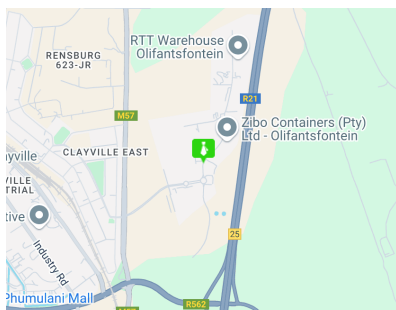 RTT Warehouse
Olifantsfontein
RENSBURG
623-JR
R21
M57
Zibo Containers (Pty)
Ltd - Olifantsfontein
CLAYVILLE EAST
ayville
VILLE
TRIAL
tive
25
Industry Rd
Phumulani Mall
R562